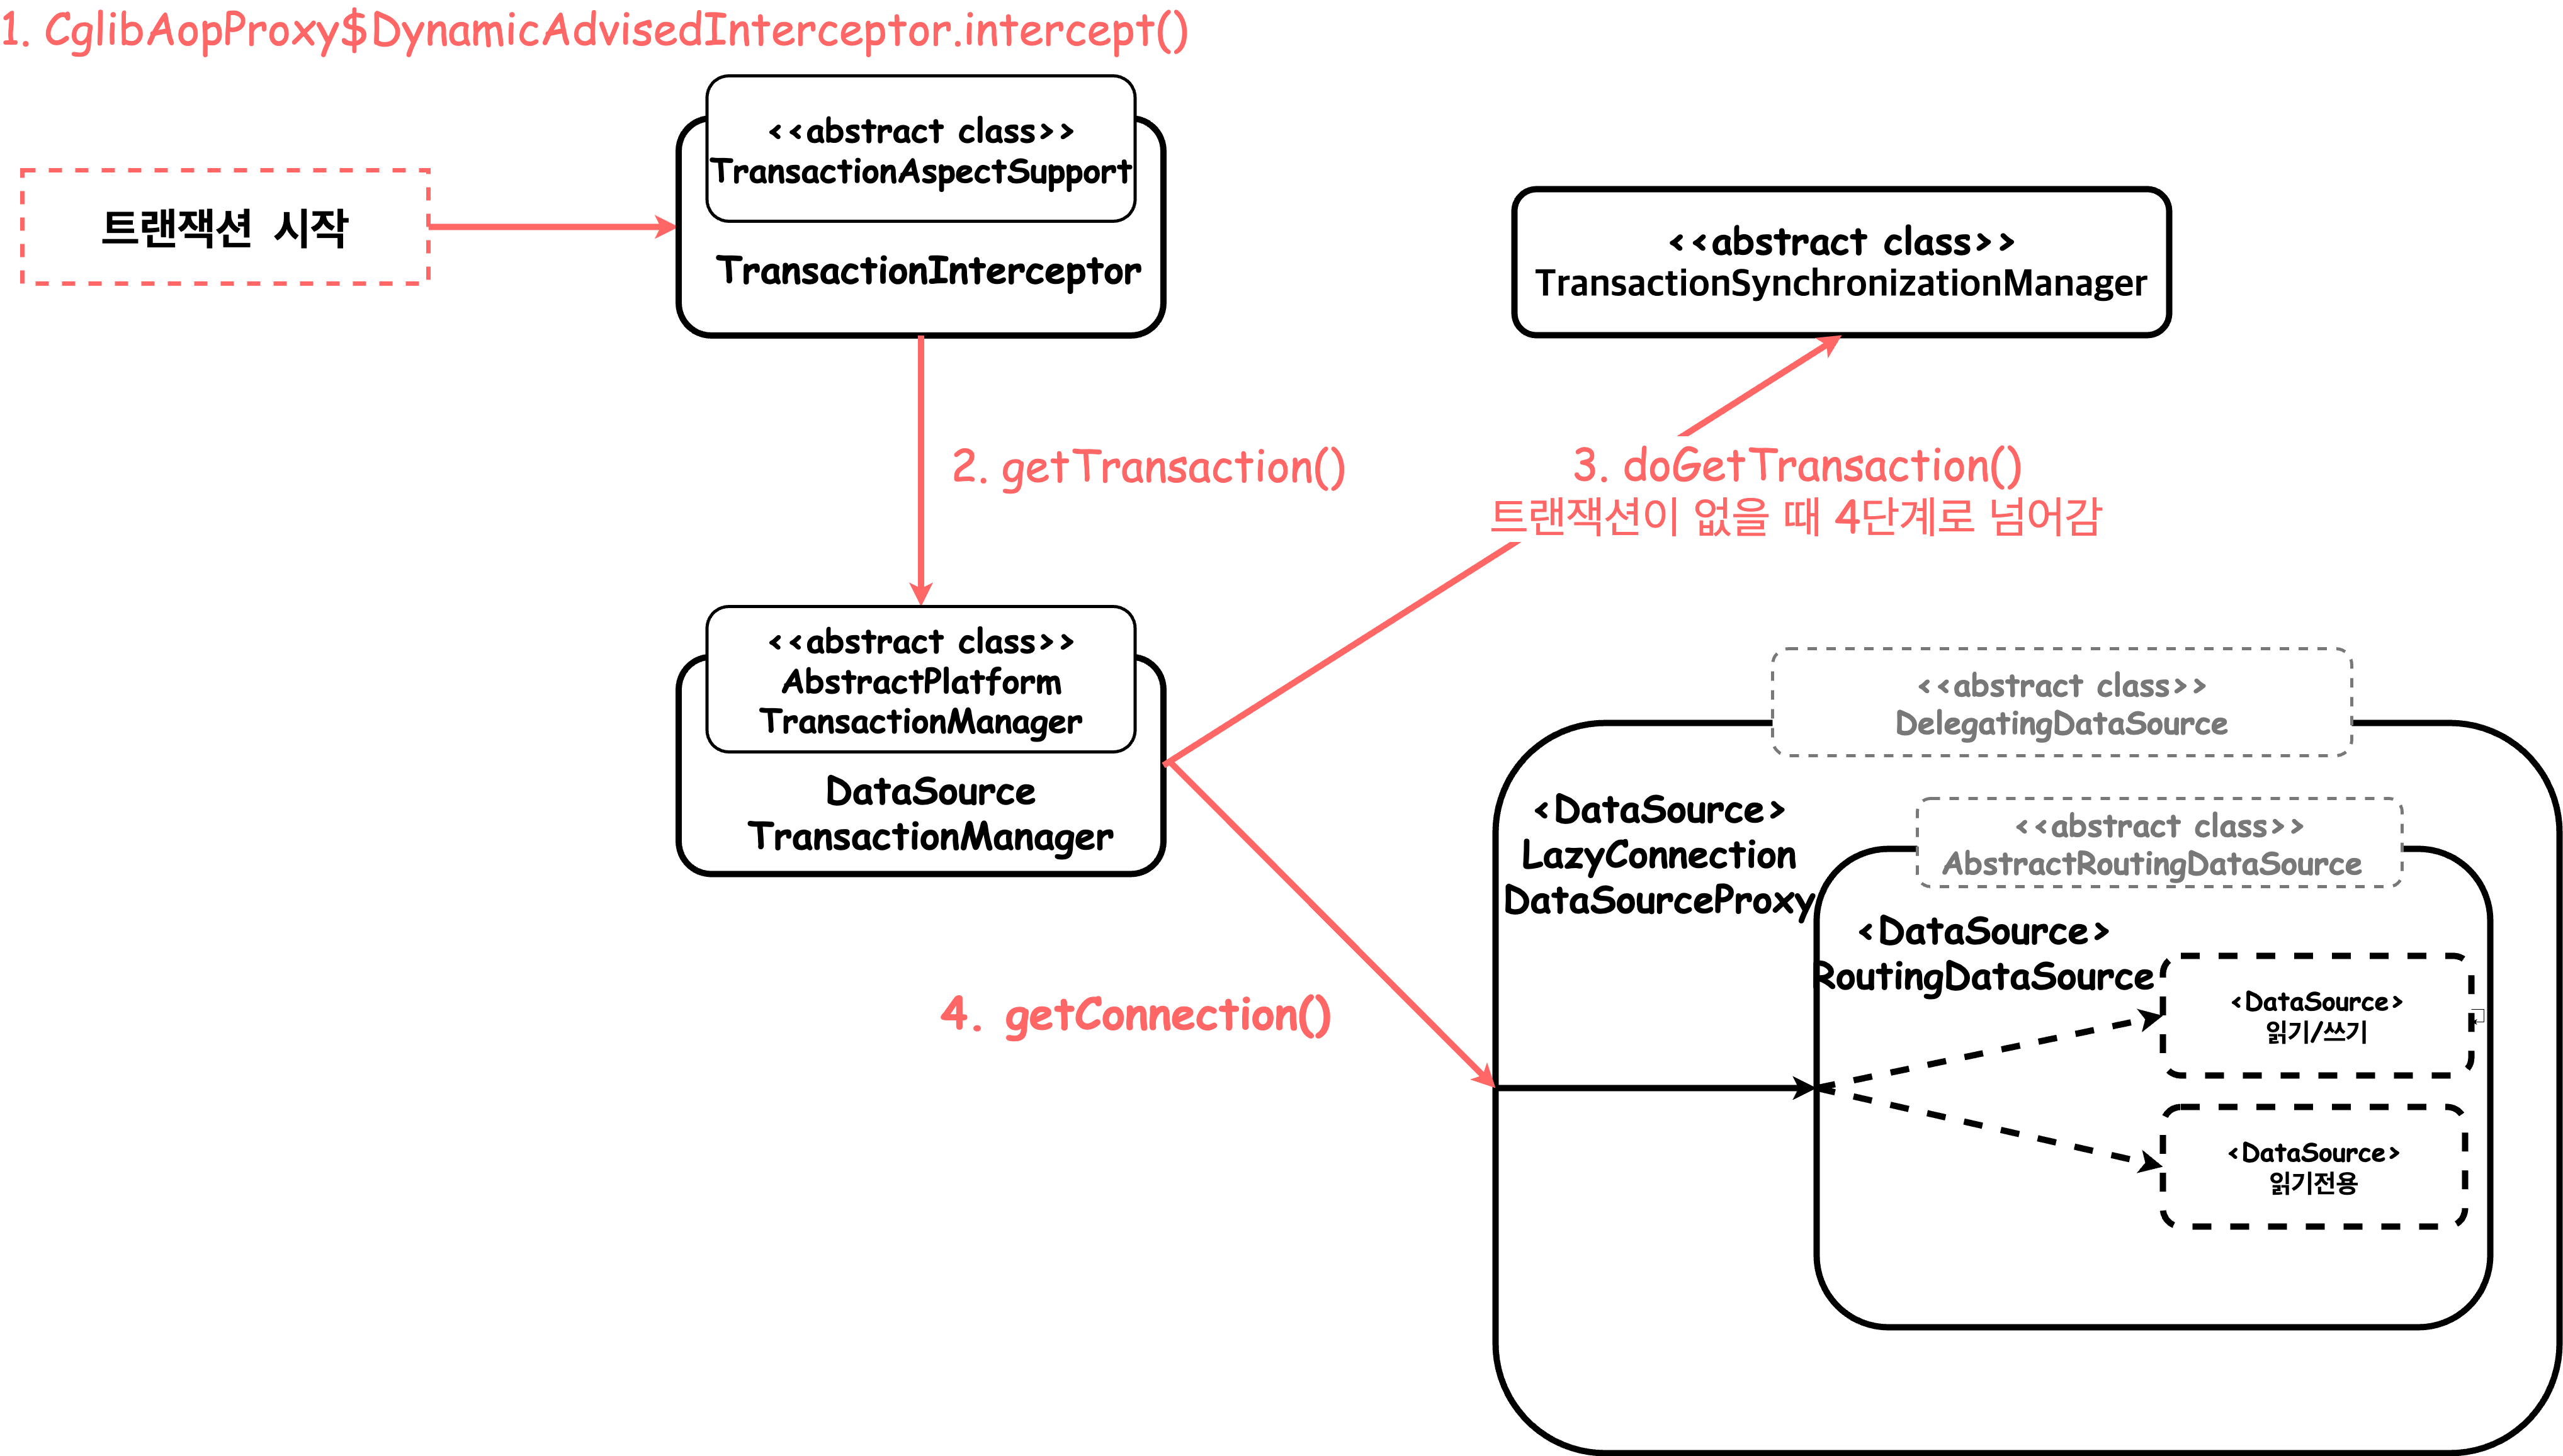 1. CglibAopProxy$DynamicAdvisedInterceptor.intercept()
<<abstract class>>
TransactionAspectSupport
TransactionInterceptor
트랜잭션 시작
<<abstract class>>
TransactionSynchronizationManager
2. getTransaction()
3. doGetTransaction()
트랜잭션이 없을 때 4단계로 넘어감
<<abstract class>>
AbstractPlatform
TransactionManager
DataSource
TransactionManager
4. getConnection()
<<abstract class>>
DelegatingDataSource
<DataSource>
LazyConnection
DataSourceProxy
<<abstract class>>
AbstractRoutingDataSource
<DataSource>
RoutingDataSource
<DataSource>
읽기/쓰기
<DataSource>
읽기전용